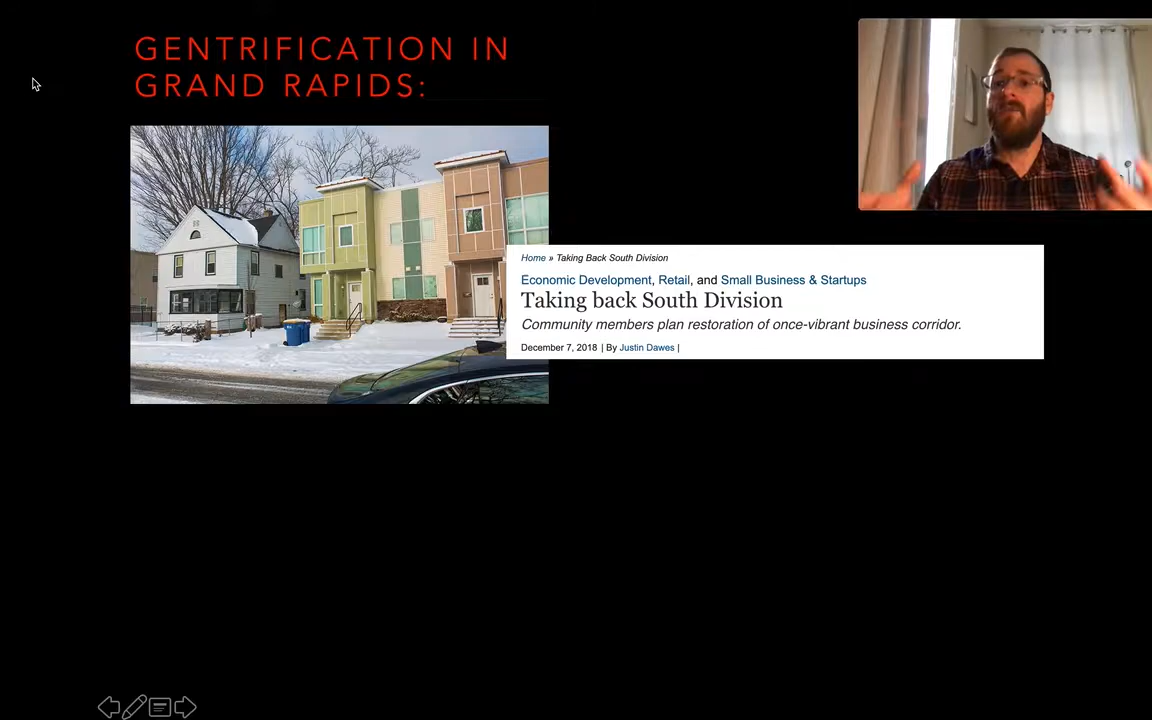 GENTRIFICATION IN
GRAND RAPIDS:
Home » Taking Back South Division
Economic Development, Retail, and Small Business & Startups
Taking back South Division
Community members plan restoration of once-vibrant business corridor.
December 7, 2018 | By Justin Dawes |